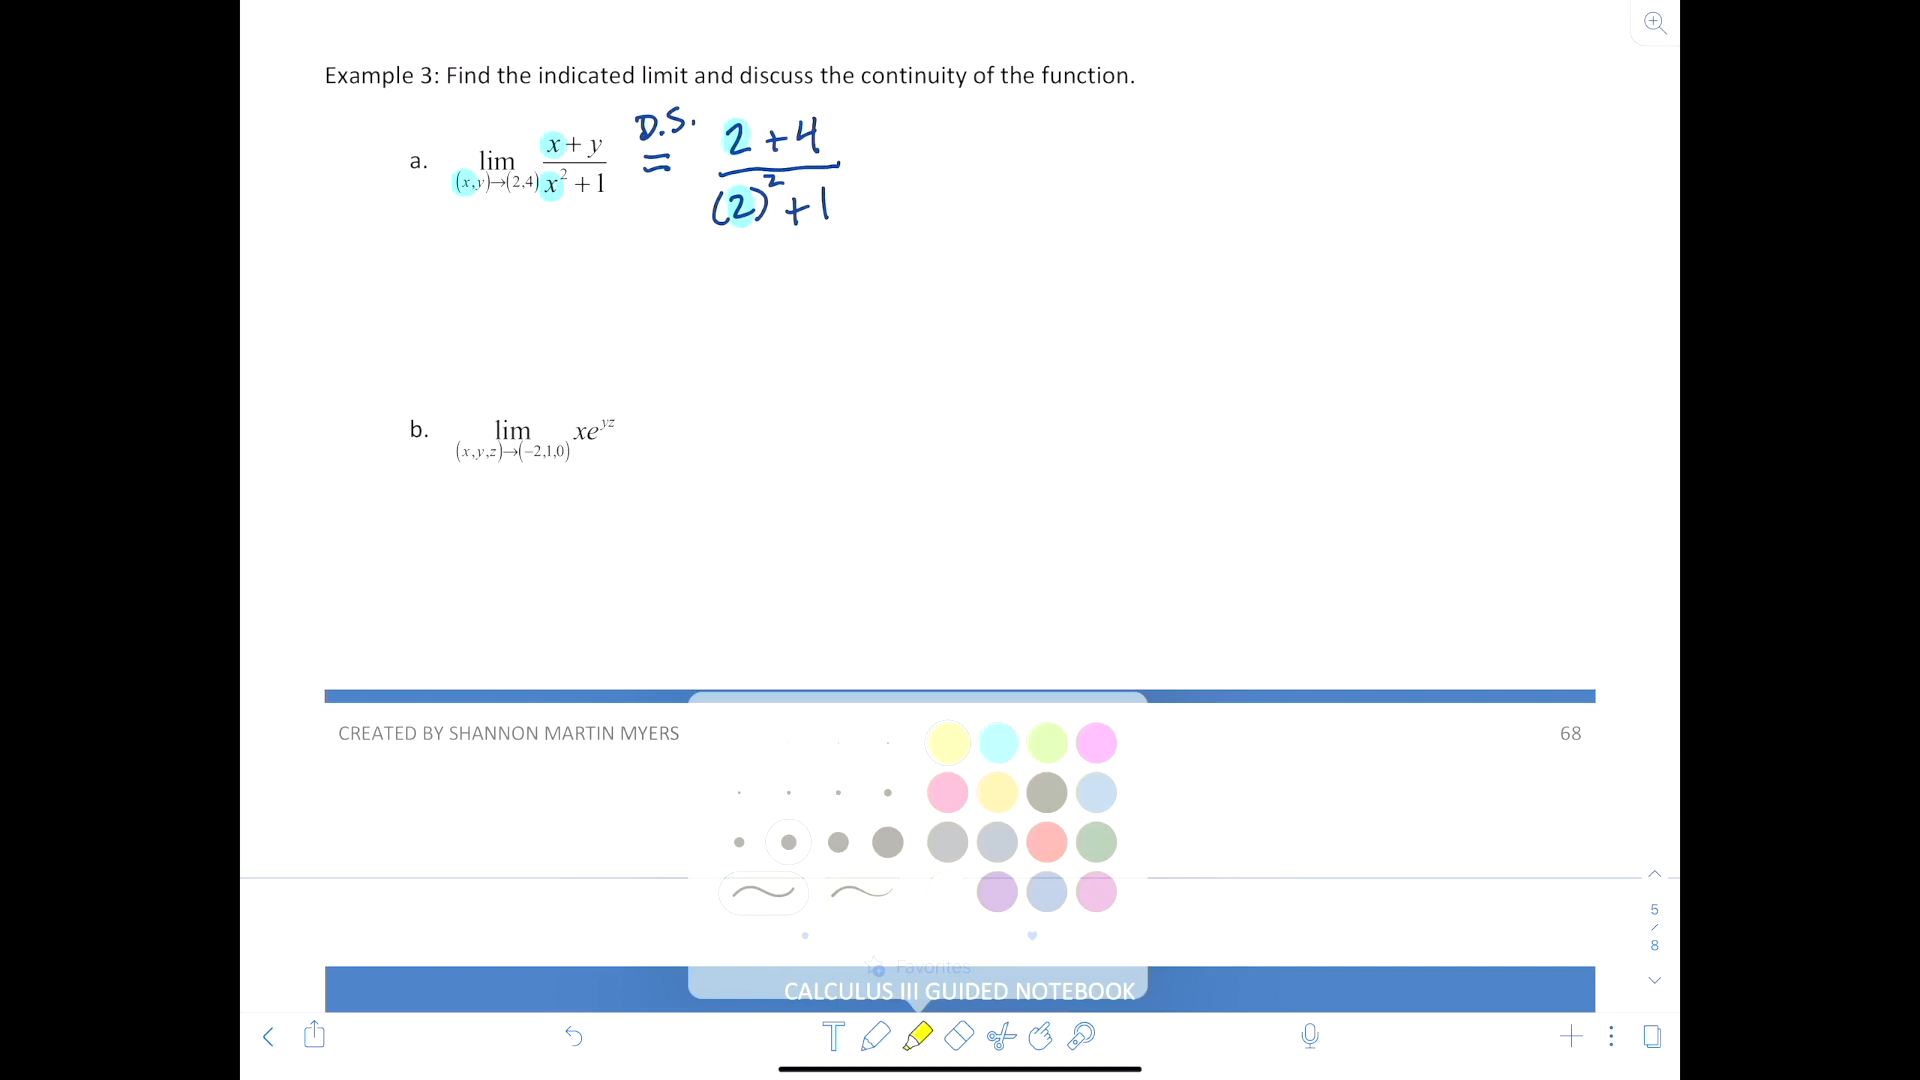 Example 3: Find the indicated limit and discuss the continuity of the function.
a. lim (x,y)→(2,4) (x + y)/(x² + 1) D.S. = (2 + 4)/((2)² + 1)
b. lim (x,y,z)→(−2,1,0) xe^{yz}
CREATED BY SHANNON MARTIN MYERS 68
5
/
8
Favorites
CALCULUS III GUIDED NOTEBOOK
T